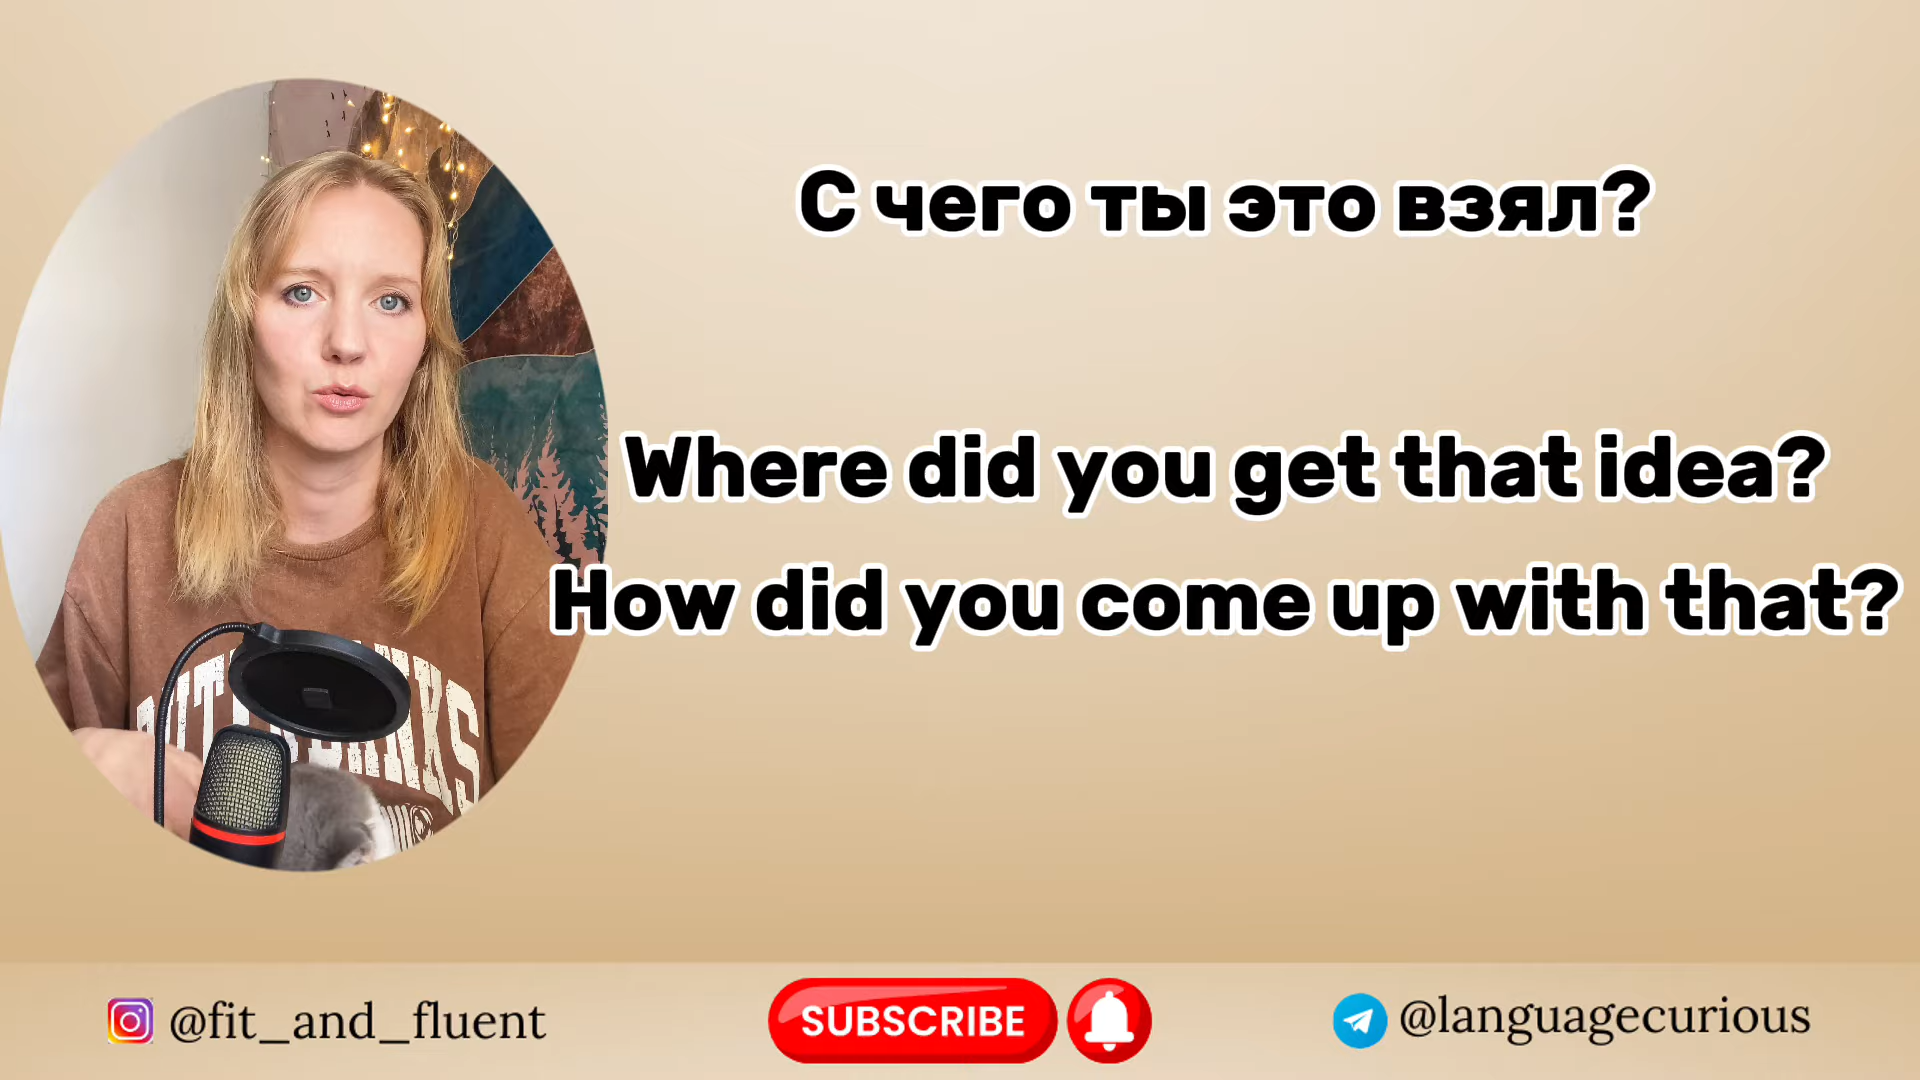 С чего ты это взял?
Where did you get that idea?
How did you come up with that?
@fit_and_fluent
SUBSCRIBE
@languagecurious